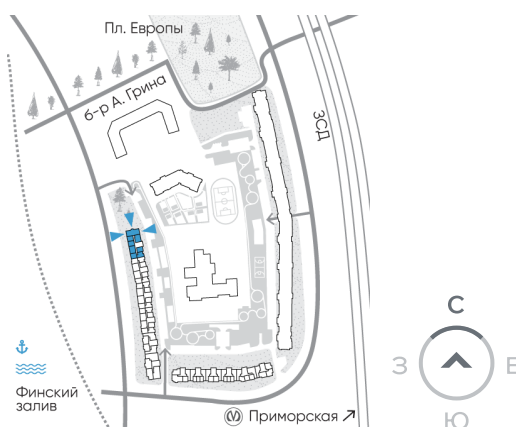 Пл. Европы
б-р А. Грина
ЗСД
С
З
В
Ю
Финский
залив
Приморская